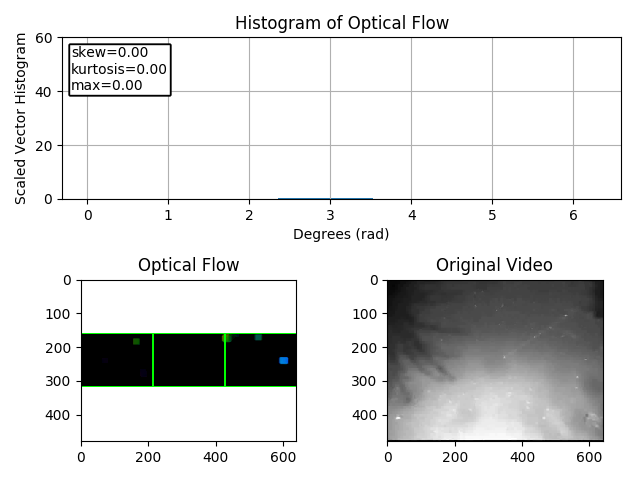 Histogram of Optical Flow
Scaled Vector Histogram
60
40
20
0
skew=0.00
kurtosis=0.00
max=0.00
0 1 2 3 4 5 6
Degrees (rad)
Optical Flow
0
100
200
300
400
0 200 400 600
Original Video
0
100
200
300
400
0 200 400 600